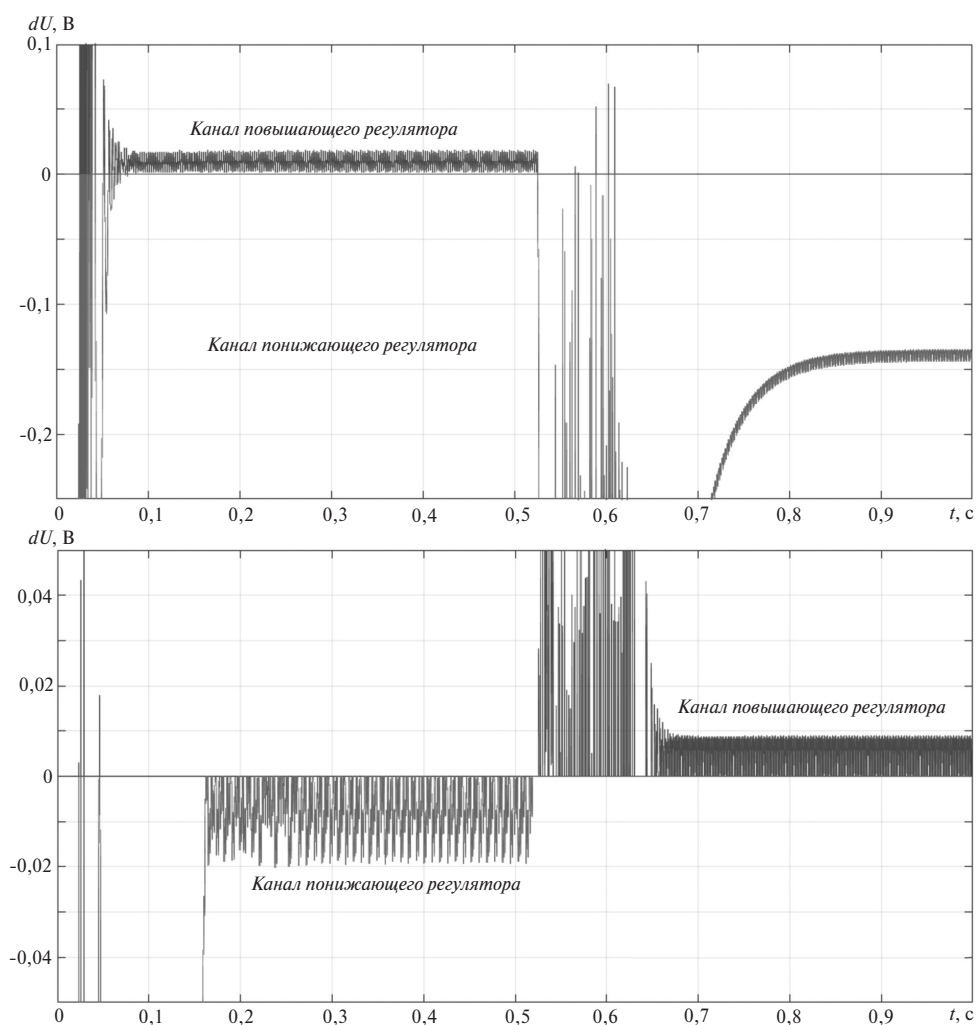 dU, В
0,1
Канал повышающего регулятора
0
-0,1
Канал понижающего регулятора
-0,2
0 0,1 0,2 0,3 0,4 0,5 0,6 0,7 0,8 0,9 t, с
dU, В
0,04
0,02
Канал повышающего регулятора
0
-0,02
Канал понижающего регулятора
-0,04
0 0,1 0,2 0,3 0,4 0,5 0,6 0,7 0,8 0,9 t, с